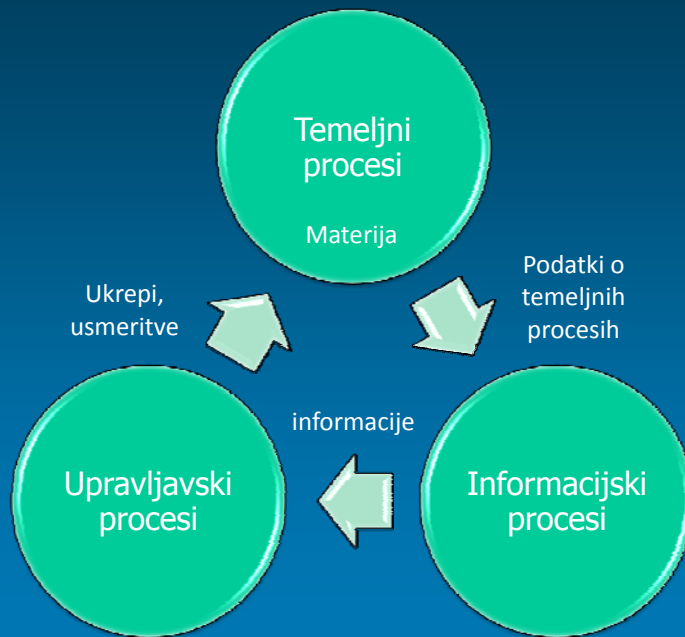 Temeljni
procesi
Materija
Podatki o
temeljnih
procesih
Ukrepi,
usmeritve
informacije
Upravljavski
procesi
Informacijski
procesi